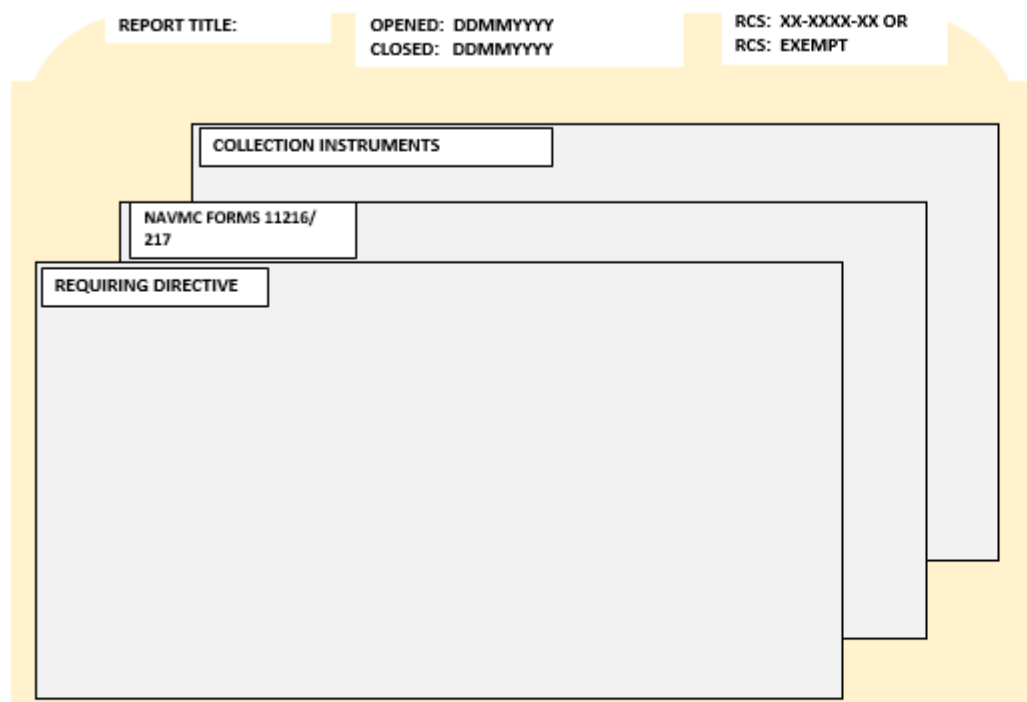 REPORT TITLE:
OPENED: DDMMYYYY
CLOSED: DDMMYYYY
RCS: XX-XXXX-XX OR
RCS: EXEMPT
COLLECTION INSTRUMENTS
NAVMC FORMS 11216/
217
REQUIRING DIRECTIVE